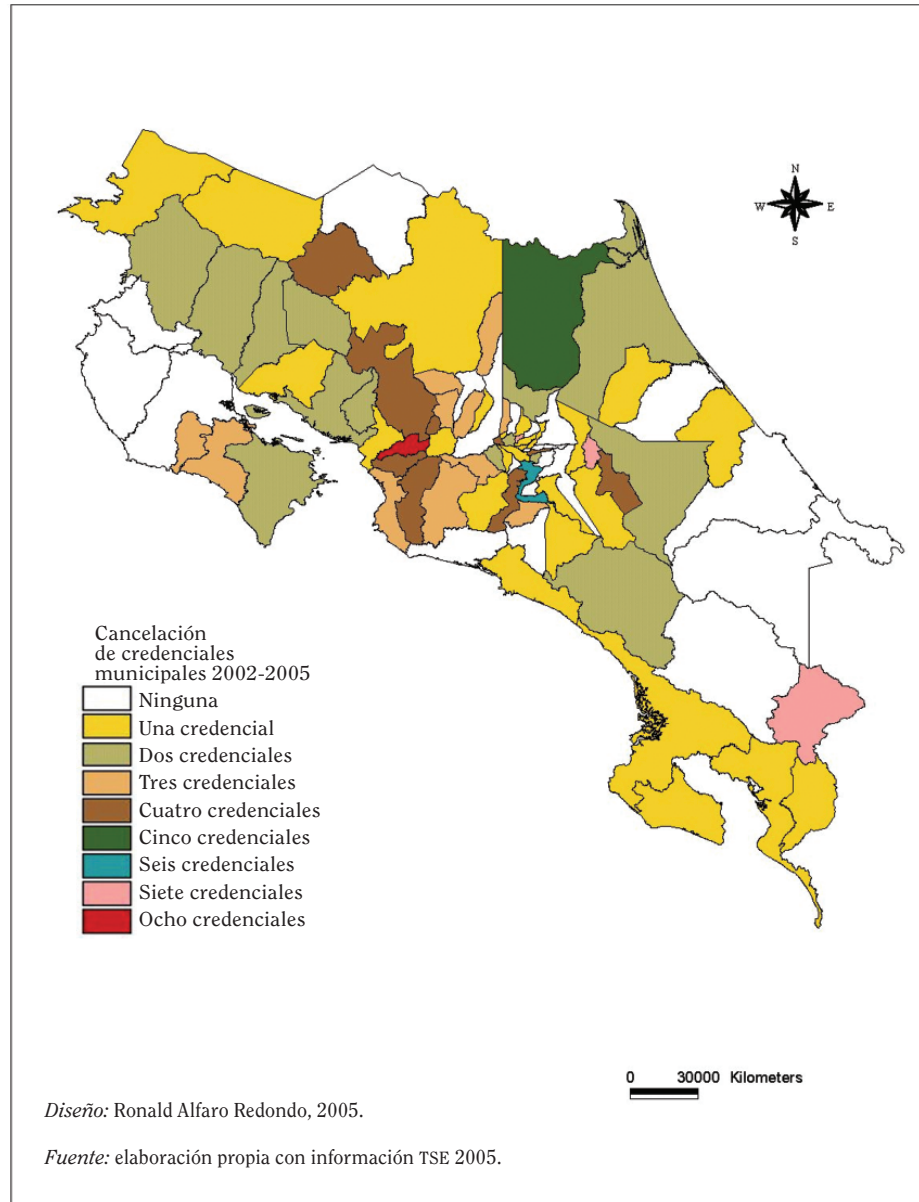 N
W E
S
Cancelación
de credenciales
municipales 2002-2005
Ninguna
Una credencial
Dos credenciales
Tres credenciales
Cuatro credenciales
Cinco credenciales
Seis credenciales
Siete credenciales
Ocho credenciales
0 30000 Kilometers
Diseño: Ronald Alfaro Redondo, 2005.
Fuente: elaboración propia con información TSE 2005.